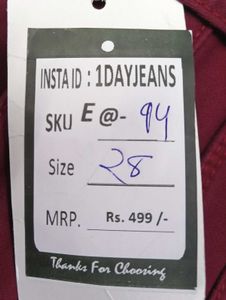 INSTA ID : 1DAYJEANS
SKU E @- 94
Size 28
MRP. Rs. 499 /-
Thanks For Choosing